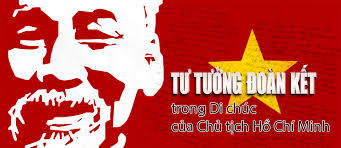 TƯ TƯỞNG ĐOÀN KẾT
trong Di chúc
của Chủ tịch Hồ Chí Minh